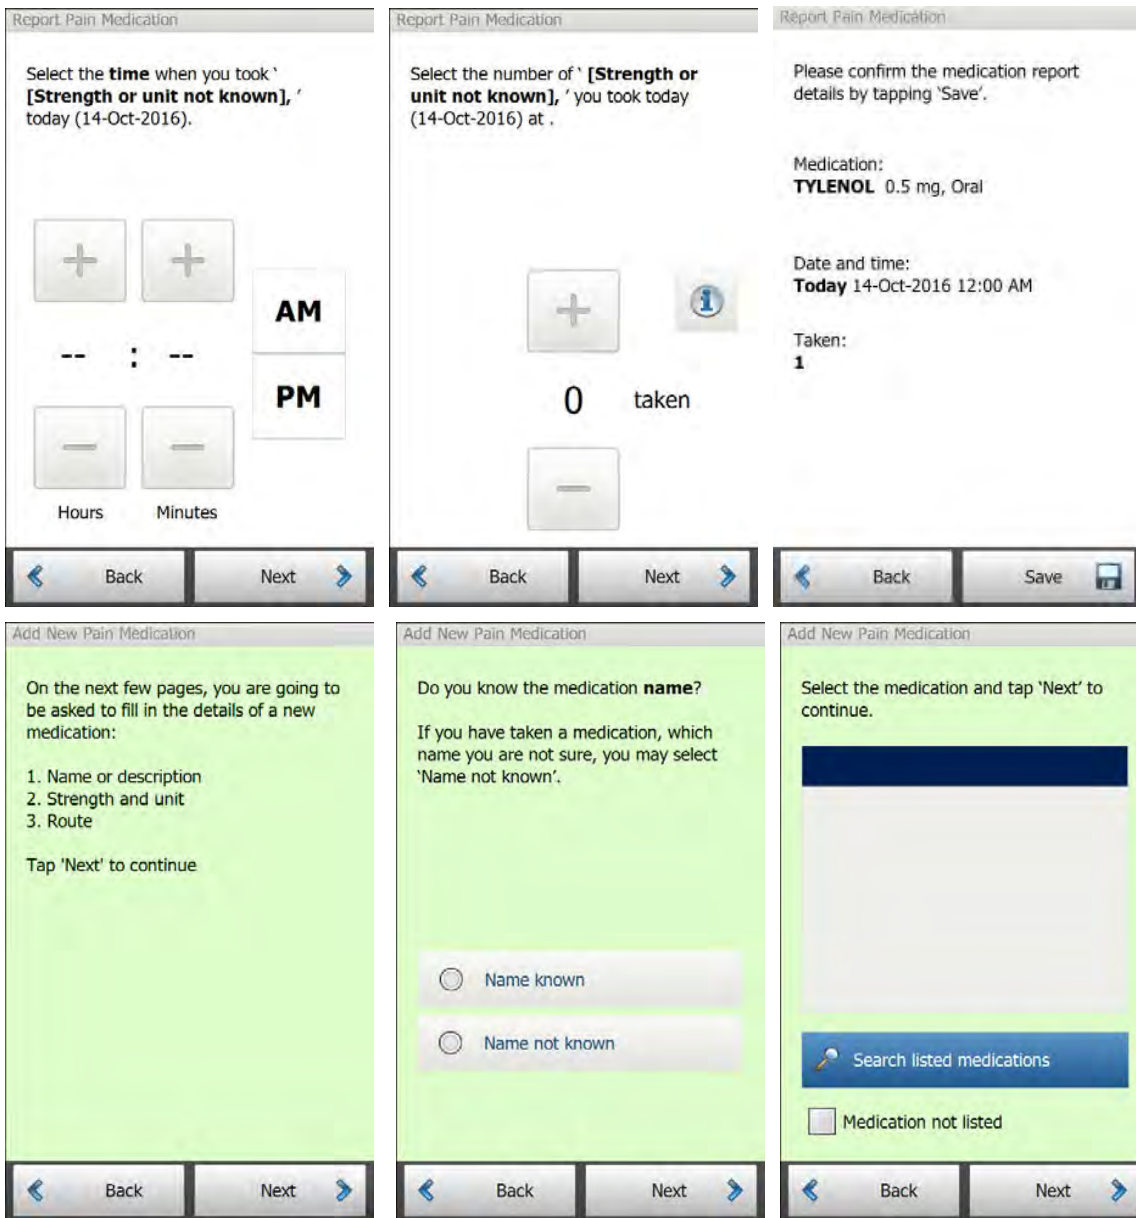 Report Pain Medication
Select the time when you took `
[Strength or unit not known], ’
today (14-Oct-2016).
AM
-- : --
PM
Hours Minutes
Back Next
Report Pain Medication
Select the number of ` [Strength or
unit not known], ’ you took today
(14-Oct-2016) at .
0 taken
Back Next
Report Pain Medication
Please confirm the medication report
details by tapping ‘Save’.
Medication:
TYLENOL 0.5 mg, Oral
Date and time:
Today 14-Oct-2016 12:00 AM
Taken:
1
Back Save
Add New Pain Medication
On the next few pages, you are going to
be asked to fill in the details of a new
medication:
1. Name or description
2. Strength and unit
3. Route
Tap 'Next' to continue
Back Next
Add New Pain Medication
Do you know the medication name?
If you have taken a medication, which
name you are not sure, you may select
‘Name not known’.
Name known
Name not known
Back Next
Add New Pain Medication
Select the medication and tap ‘Next’ to
continue.
Search listed medications
Medication not listed
Back Next